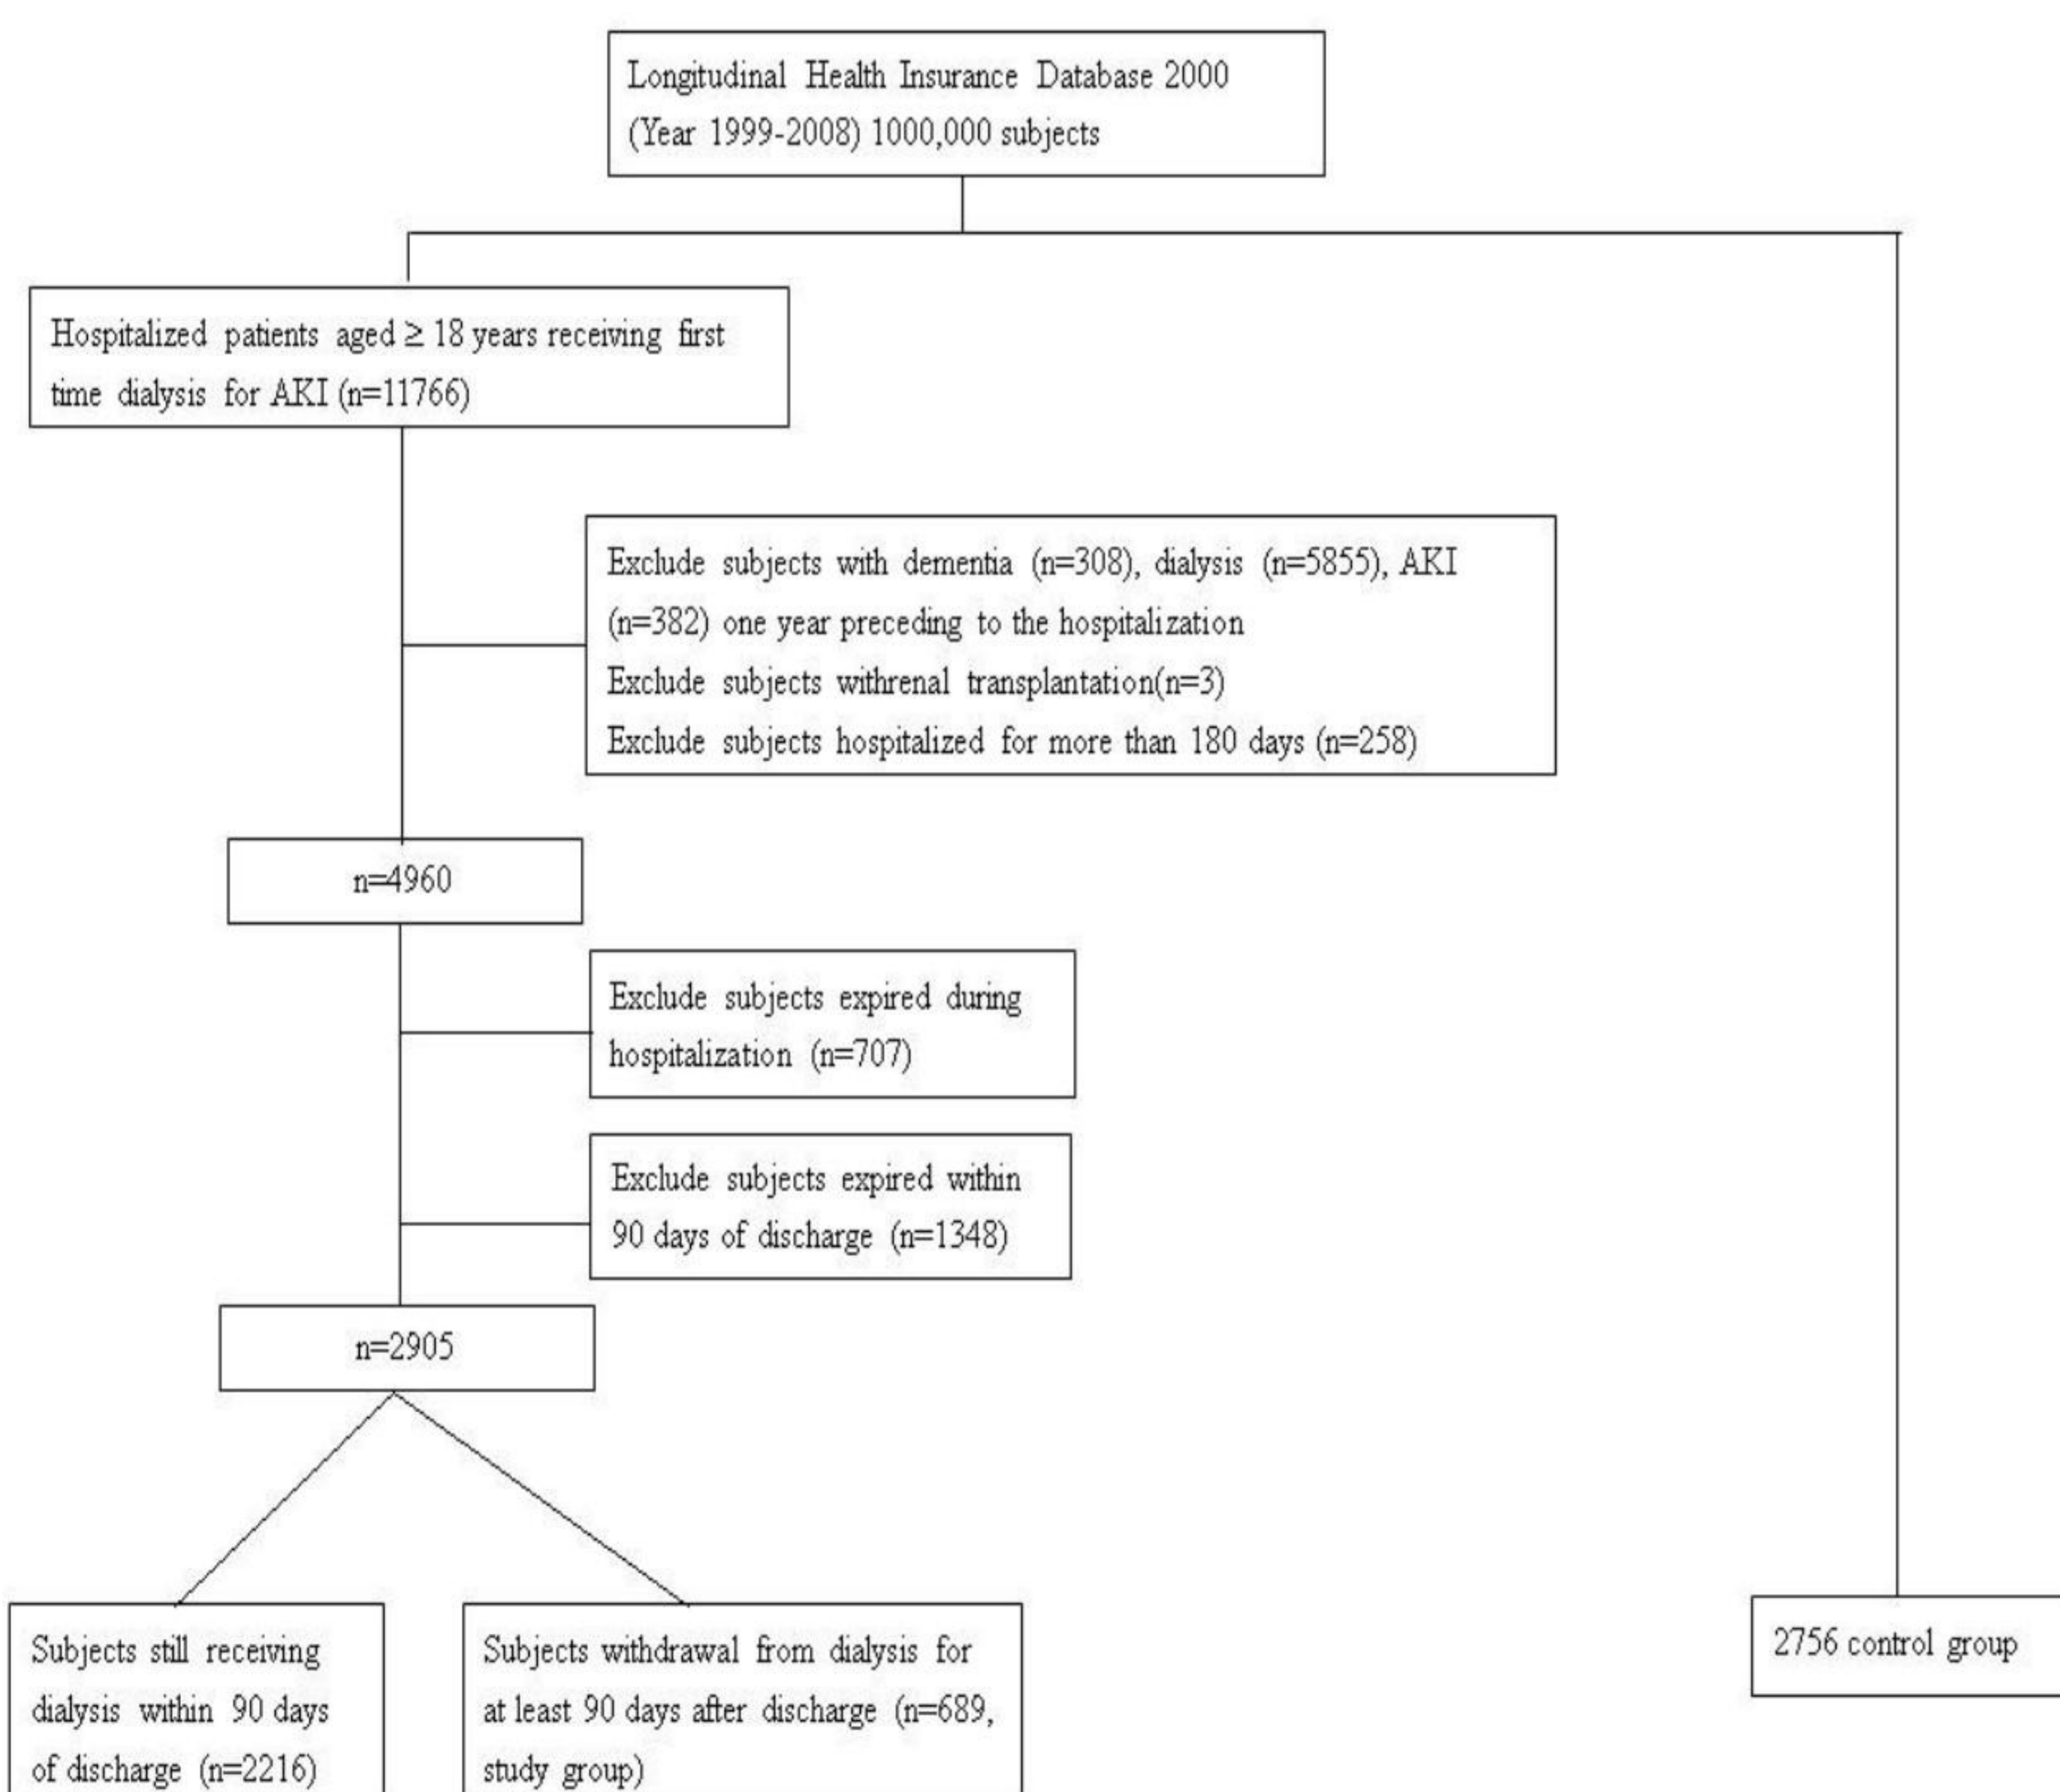 Longitudinal Health Insurance Database 2000
(Year 1999-2008) 1000,000 subjects
Hospitalized patients aged ≥ 18 years receiving first
time dialysis for AKI (n=11766)
Exclude subjects with dementia (n=308), dialysis (n=5855), AKI
(n=382) one year preceding to the hospitalization
Exclude subjects withrenal transplantation(n=3)
Exclude subjects hospitalized for more than 180 days (n=258)
n=4960
Exclude subjects expired during
hospitalization (n=707)
Exclude subjects expired within
90 days of discharge (n=1348)
n=2905
Subjects still receiving
dialysis within 90 days
of discharge (n=2216)
Subjects withdrawal from dialysis for
at least 90 days after discharge (n=689,
study group)
2756 control group